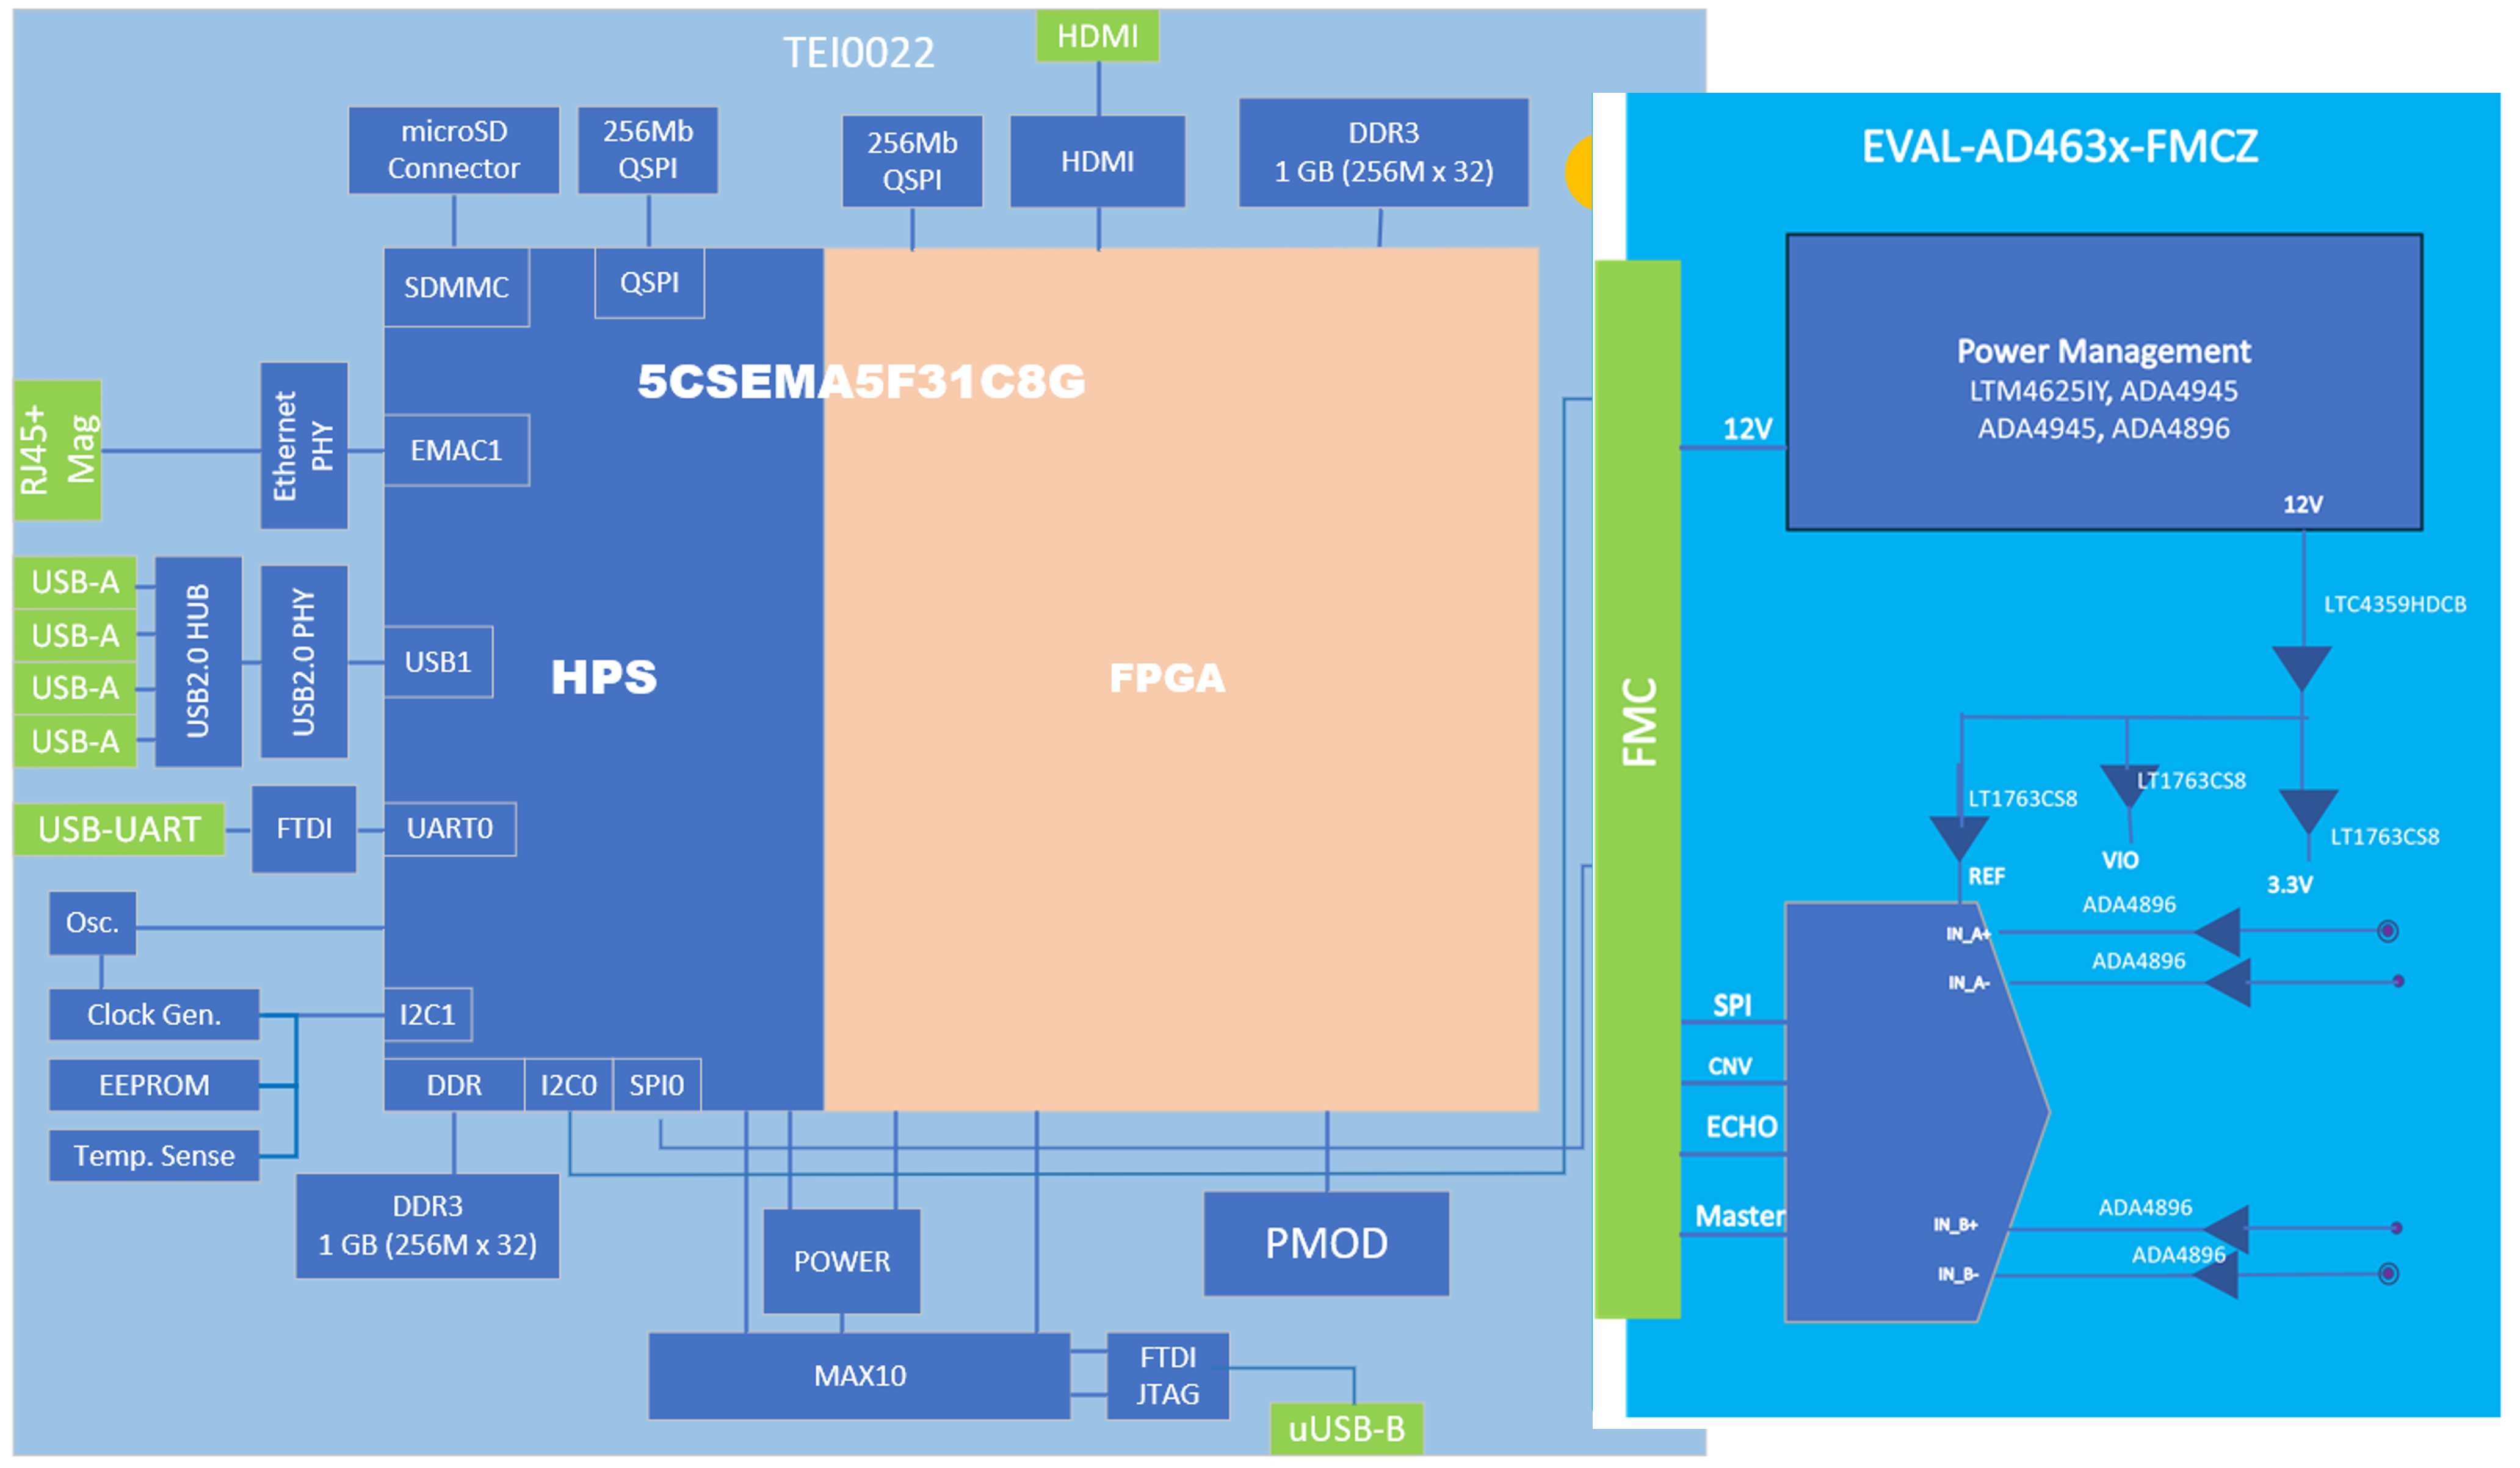 TEI0022
HDMI
microSD
Connector
256Mb
QSPI
256Mb
QSPI
HDMI
DDR3
1 GB (256M x 32)
SDMMC
QSPI
5CSEMA5F31C8G
RJ45+
Mag
Ethernet
PHY
EMAC1
USB-A
USB-A
USB-A
USB-A
USB2.0 HUB
USB2.0 PHY
USB1
HPS
FPGA
USB-UART
FTDI
UART0
Osc.
Clock Gen.
I2C1
EEPROM
Temp. Sense
DDR
I2C0
SPI0
DDR3
1 GB (256M x 32)
POWER
PMOD
MAX10
FTDI
JTAG
uUSB-B
FMC
EVAL-AD463x-FMCZ
Power Management
LTM4625IY, ADA4945
ADA4945, ADA4896
12V
12V
LTC4359HDCB
LT1763CS8
LT1763CS8
LT1763CS8
REF
VIO
3.3V
ADA4896
IN_A+
ADA4896
IN_A-
SPI
CNV
ECHO
Master
ADA4896
IN_B+
ADA4896
IN_B-